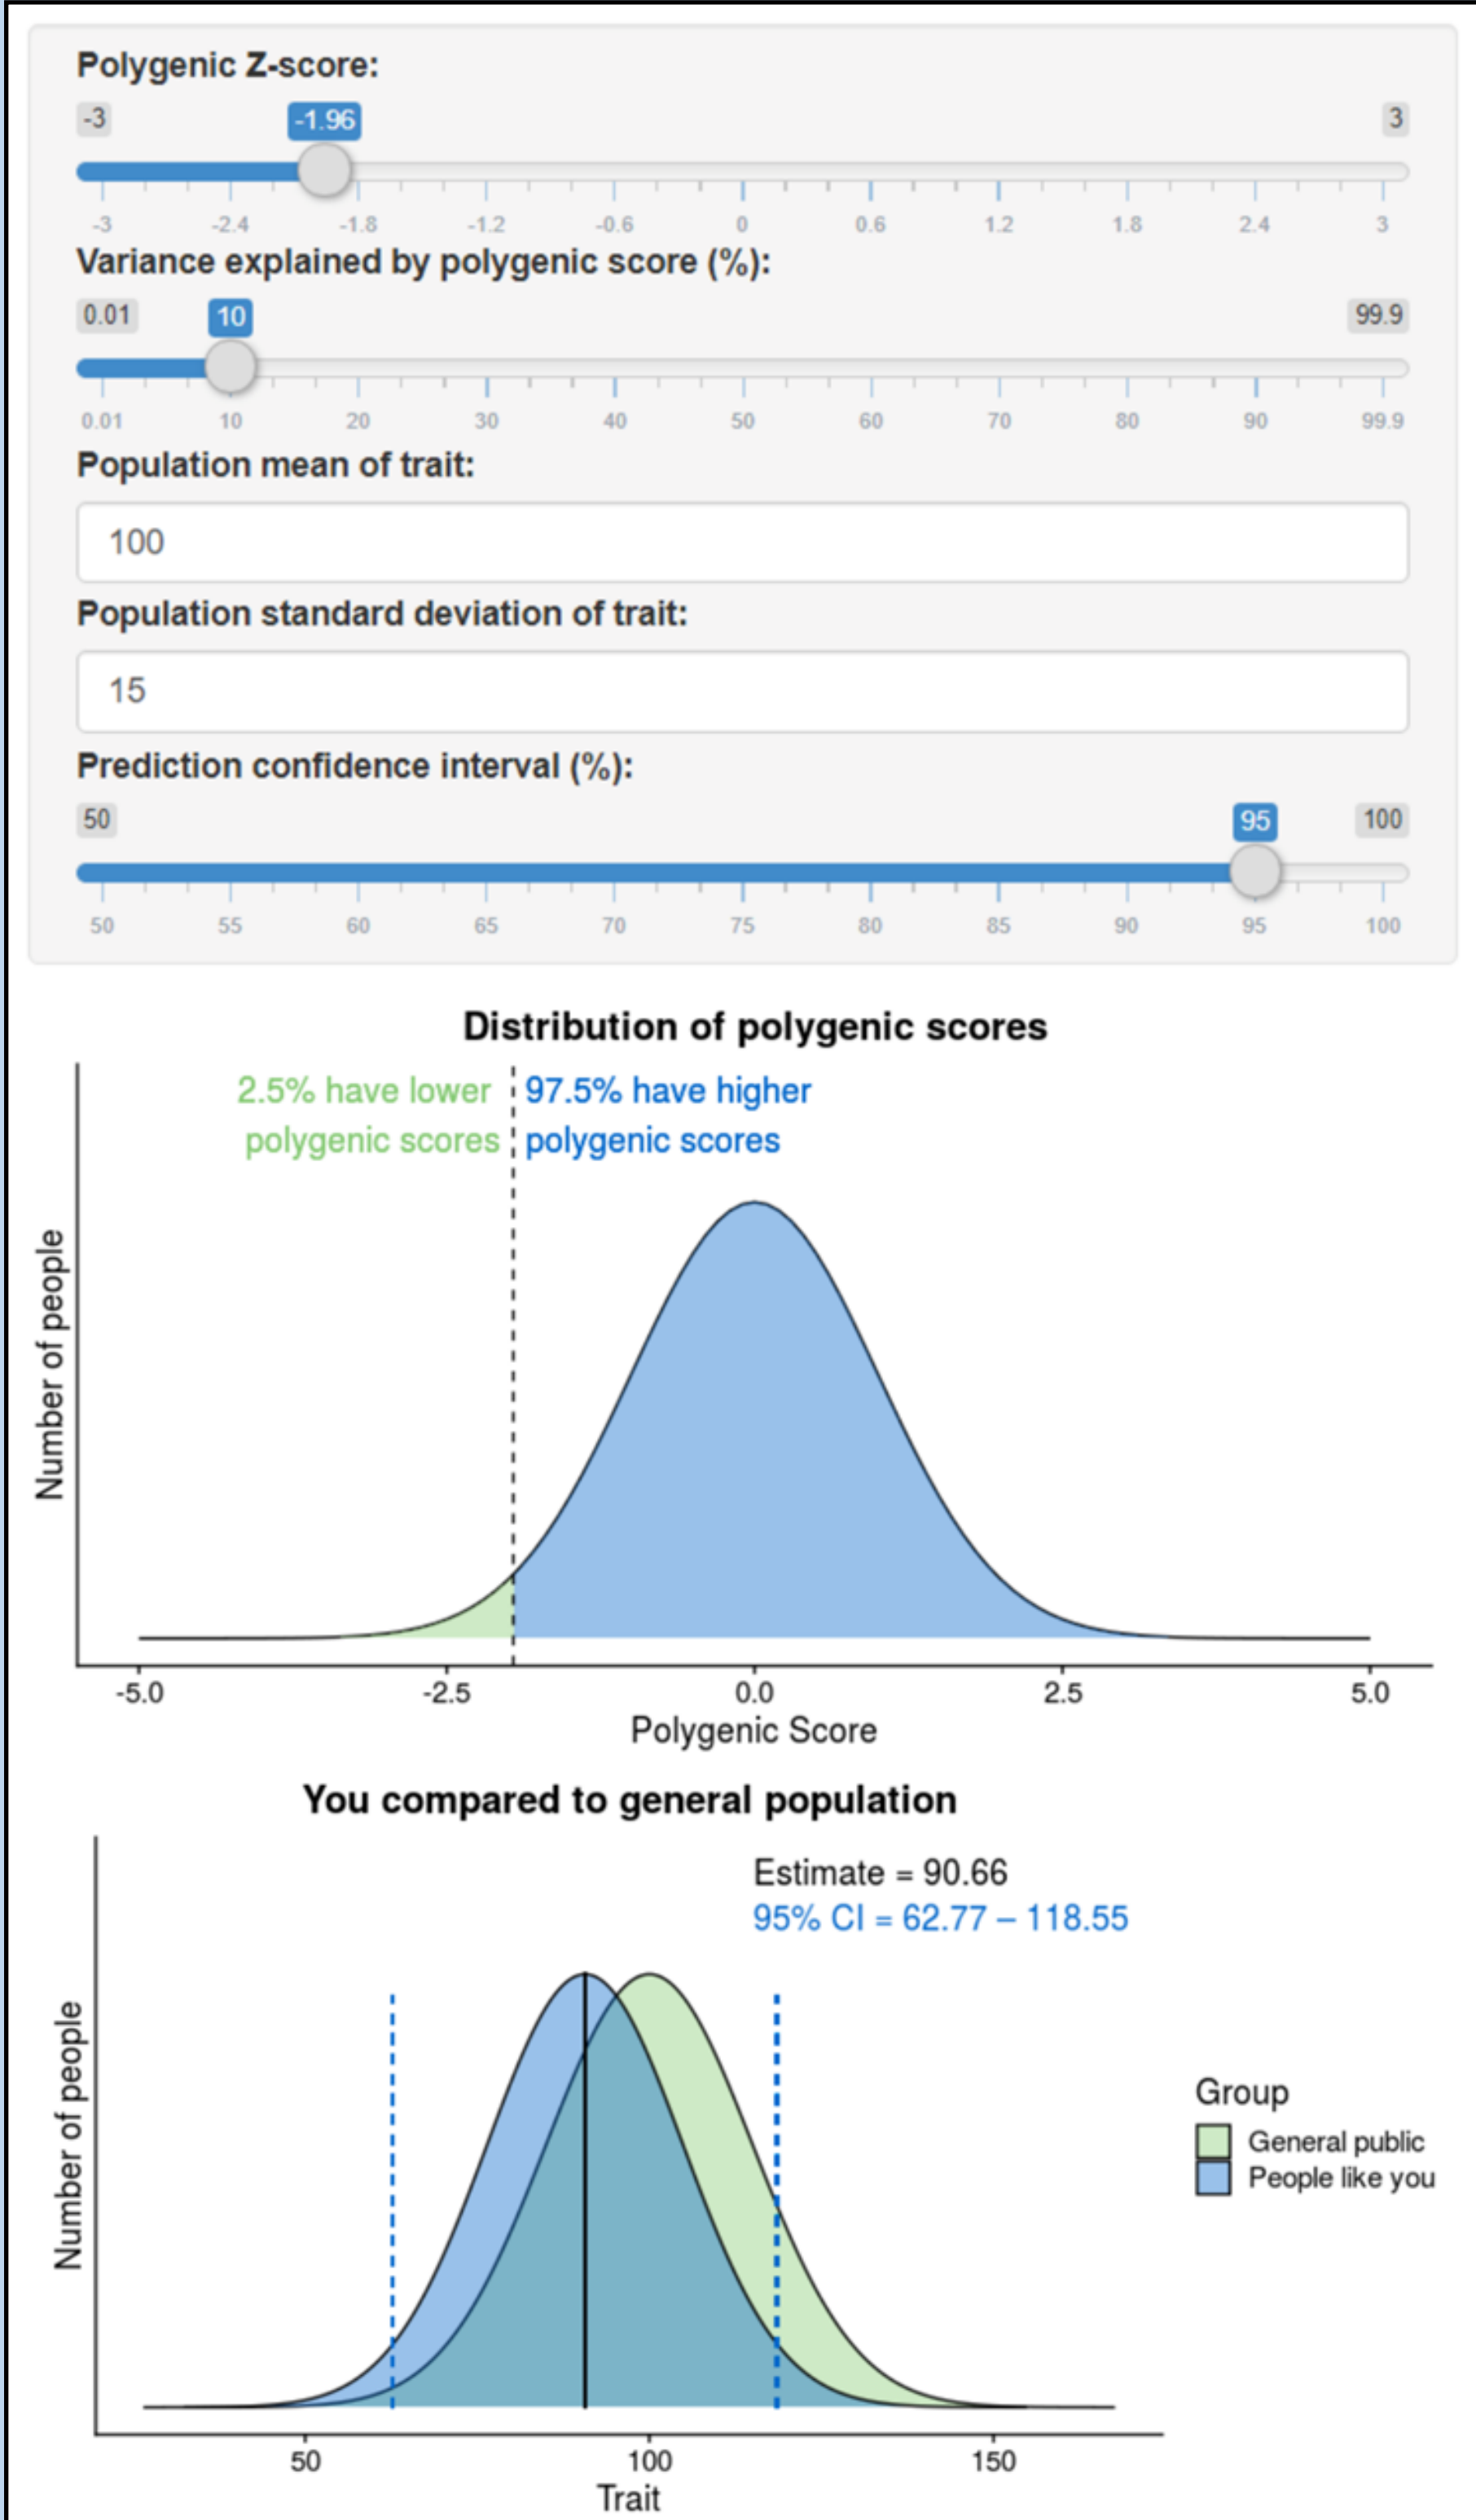 Polygenic Z-score:
-3 -1.96 3
-3 -2.4 -1.8 -1.2 -0.6 0 0.6 1.2 1.8 2.4 3
Variance explained by polygenic score (%):
0.01 10 99.9
0.01 10 20 30 40 50 60 70 80 90 99.9
Population mean of trait:
100
Population standard deviation of trait:
15
Prediction confidence interval (%):
50 95 100
50 55 60 65 70 75 80 85 90 95 100
Distribution of polygenic scores
2.5% have lower
polygenic scores
97.5% have higher
polygenic scores
Number of people
-5.0 -2.5 0.0 2.5 5.0
Polygenic Score
You compared to general population
Estimate = 90.66
95% CI = 62.77 – 118.55
Number of people
Group
General public
People like you
50 100 150
Trait